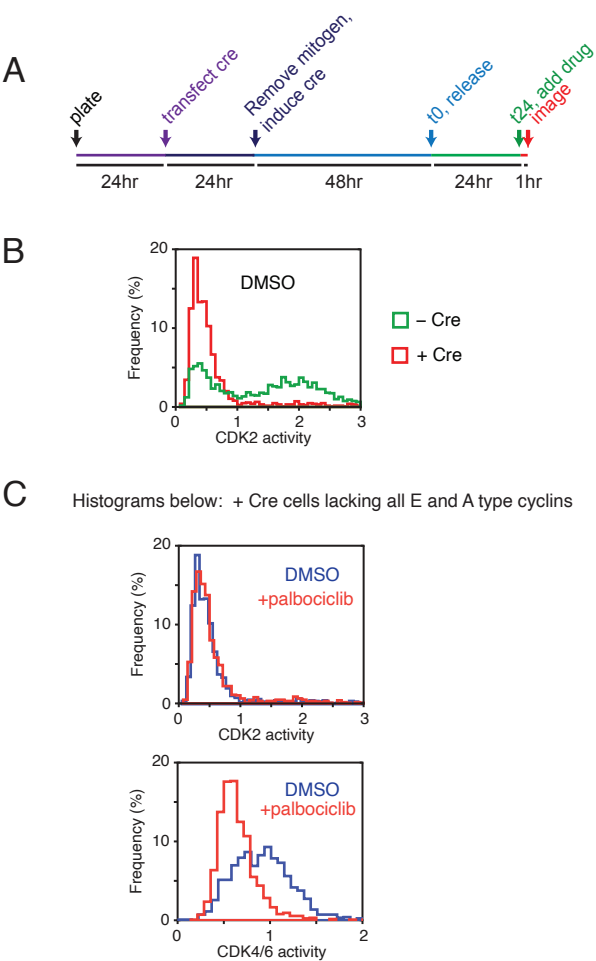 A
plate
transfect cre
Remove mitogen,
induce cre
t0, release
t24, add drug
image
24hr
24hr
48hr
24hr
1hr
B
20
10
0
Frequency (%)
DMSO
0
1
2
3
CDK2 activity
– Cre
+ Cre
C
Histograms below: + Cre cells lacking all E and A type cyclins
20
10
0
Frequency (%)
DMSO
+palbociclib
0
1
2
3
CDK2 activity
20
10
0
Frequency (%)
DMSO
+palbociclib
0
1
2
CDK4/6 activity